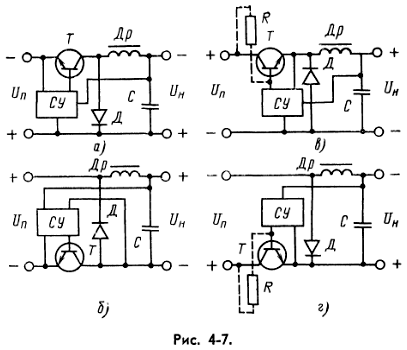 Т Др R Т Др
− − + +
Uп СУ Д С Uн Uп СУ Д С Uн
+ + − −
а) в)
Др Др
+ + − −
Uп СУ Д С Uн Uп СУ Д С Uн
Т Т
− − + +
R
б) г)
Рис. 4-7.